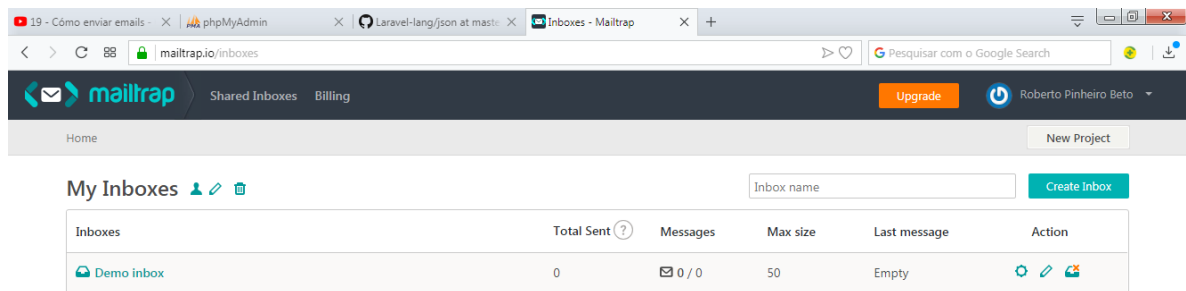 19 - Cómo enviar emails - phpMyAdmin Laravel-lang/json at maste Inboxes - Mailtrap
mailtrap.io/inboxes Pesquisar com o Google Search
mailtrap Shared Inboxes Billing Upgrade Roberto Pinheiro Beto
Home New Project
My Inboxes Inbox name Create Inbox
Inboxes Total Sent ? Messages Max size Last message Action
Demo inbox 0 0 / 0 50 Empty